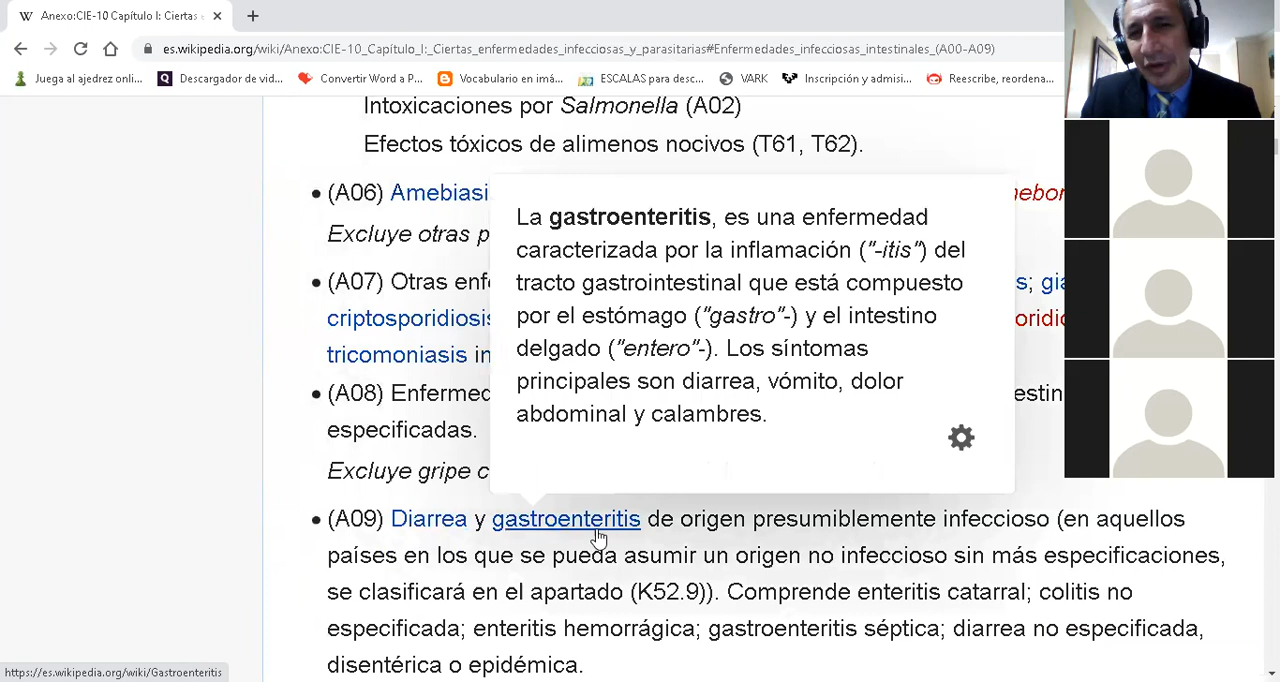 Anexo:CIE-10 Capítulo I: Ciertas
es.wikipedia.org/wiki/Anexo:CIE-10_Capítulo_I:_Ciertas_enfermedades_infecciosas_y_parasitarias#Enfermedades_infecciosas_intestinales_(A00-A09)
Juega al ajedrez onli... Descargador de vid... Convertir Word a P... Vocabulario en imá... ESCALAS para desc... VARK Inscripción y admisi... Reescribe, reordena...
Intoxicaciones por Salmonella (A02)
Efectos tóxicos de alimenos nocivos (T61, T62).
(A06) Amebiasi
Excluye otras p
(A07) Otras enf
criptosporidiosis
tricomoniasis in
(A08) Enfermed
especificadas.
Excluye gripe c
La gastroenteritis, es una enfermedad
caracterizada por la inflamación ("-itis") del
tracto gastrointestinal que está compuesto
por el estómago ("gastro"-) y el intestino
delgado ("entero"-). Los síntomas
principales son diarrea, vómito, dolor
abdominal y calambres.
(A09) Diarrea y gastroenteritis de origen presumiblemente infeccioso (en aquellos
países en los que se pueda asumir un origen no infeccioso sin más especificaciones,
se clasificará en el apartado (K52.9)). Comprende enteritis catarral; colitis no
especificada; enteritis hemorrágica; gastroenteritis séptica; diarrea no especificada,
disentérica o epidémica.
https://es.wikipedia.org/wiki/Gastroenteritis